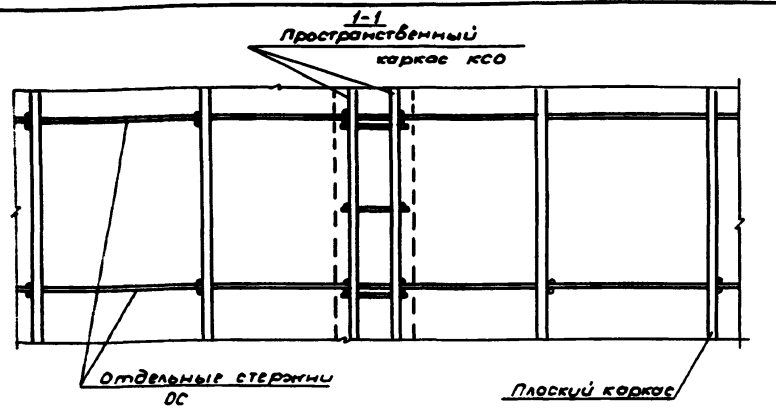 1-1
Пространственный
каркас КСО
Отдельные стержни
ОС
Плоский каркас